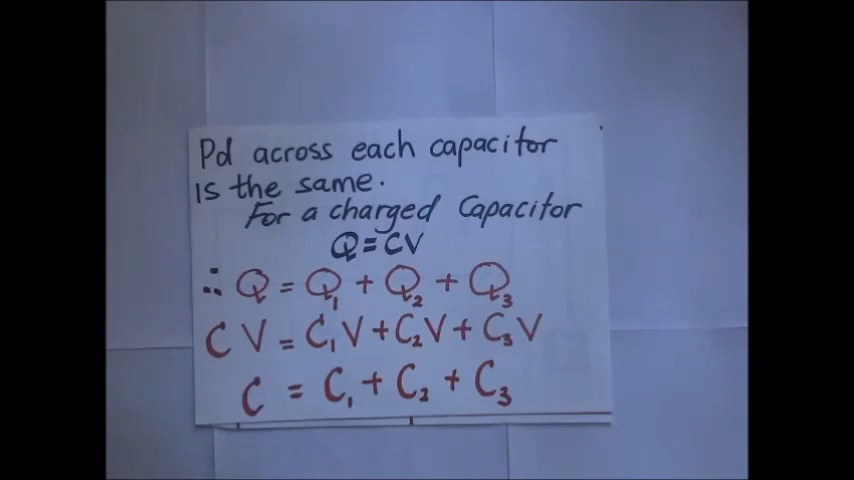 Pd across each capacitor
is the same.
For a charged Capacitor
Q = CV
∴ Q = Q₁ + Q₂ + Q₃
CV = C₁V + C₂V + C₃V
C = C₁ + C₂ + C₃